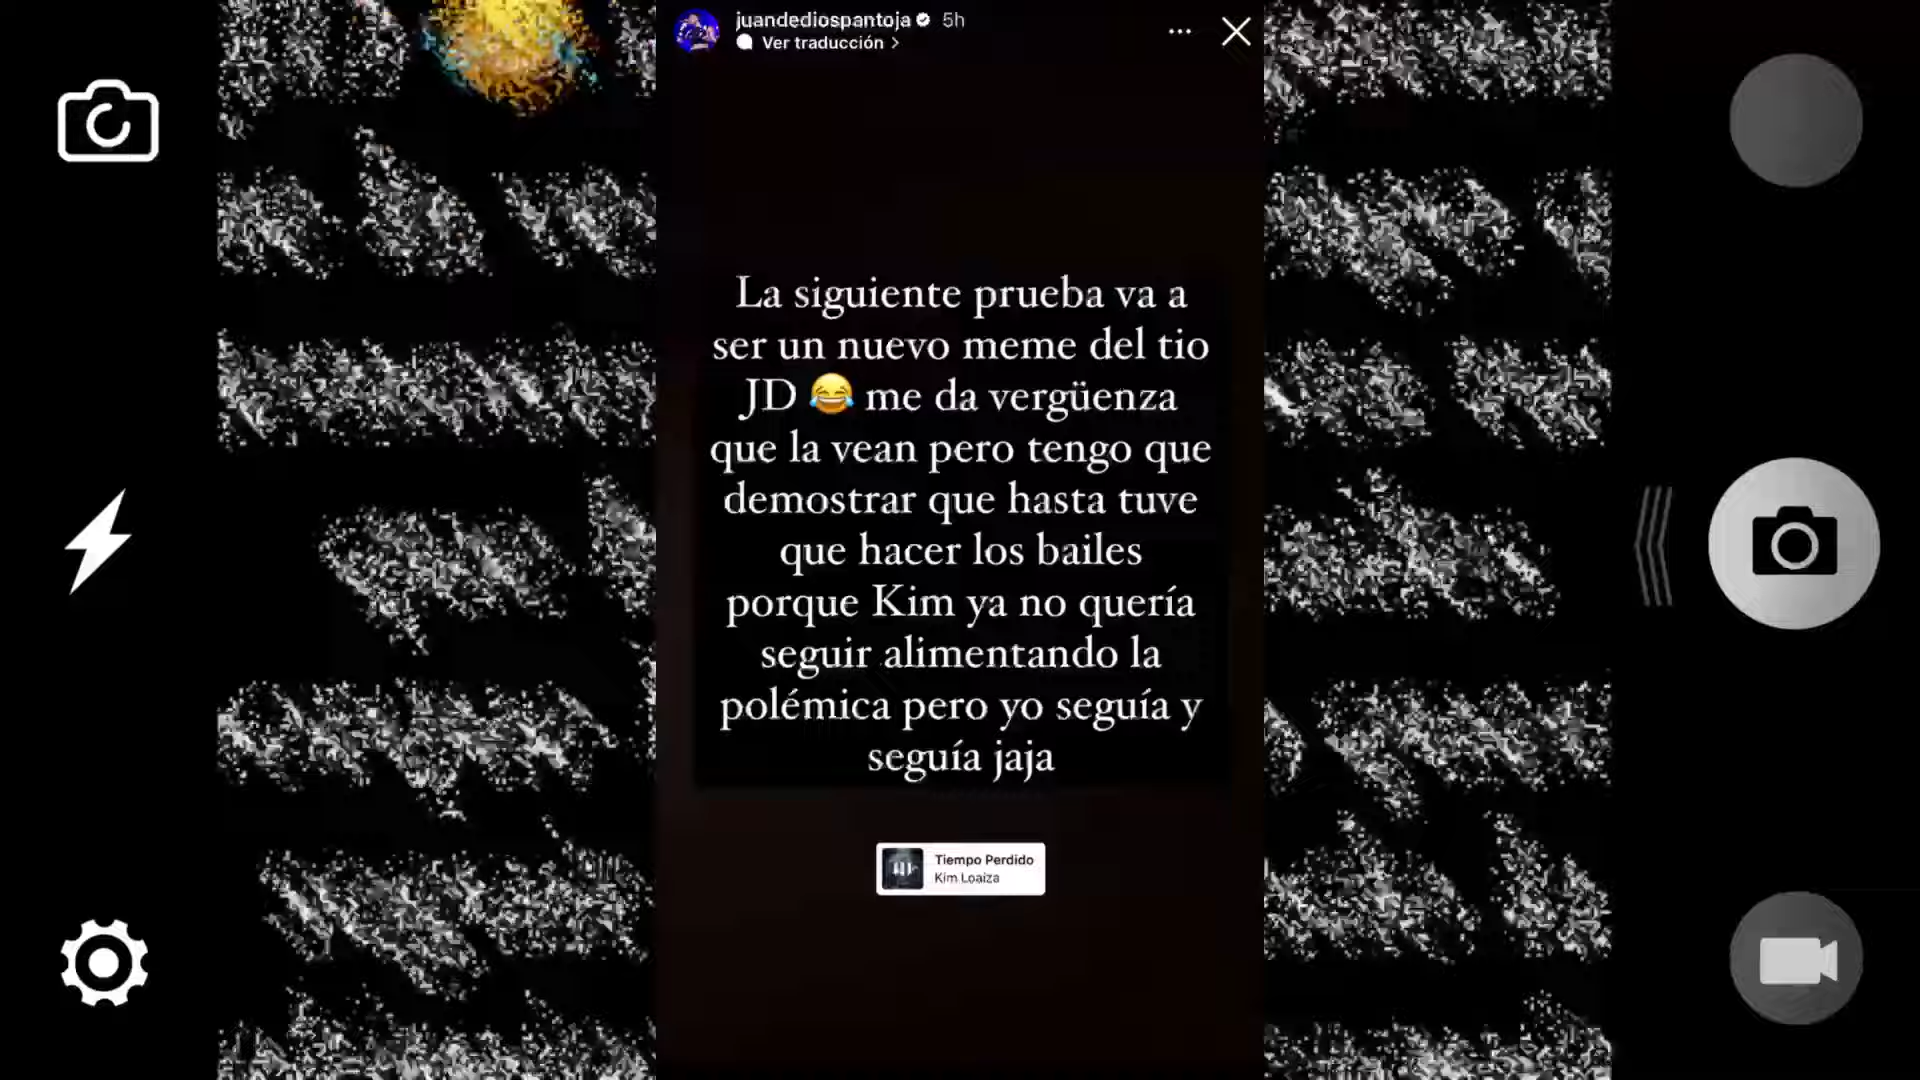 juandediospantoja 5h
Ver traducción >
La siguiente prueba va a
ser un nuevo meme del tio
JD 😂 me da vergüenza
que la vean pero tengo que
demostrar que hasta tuve
que hacer los bailes
porque Kim ya no quería
seguir alimentando la
polémica pero yo seguía y
seguía jaja
Tiempo Perdido
Kim Loaiza